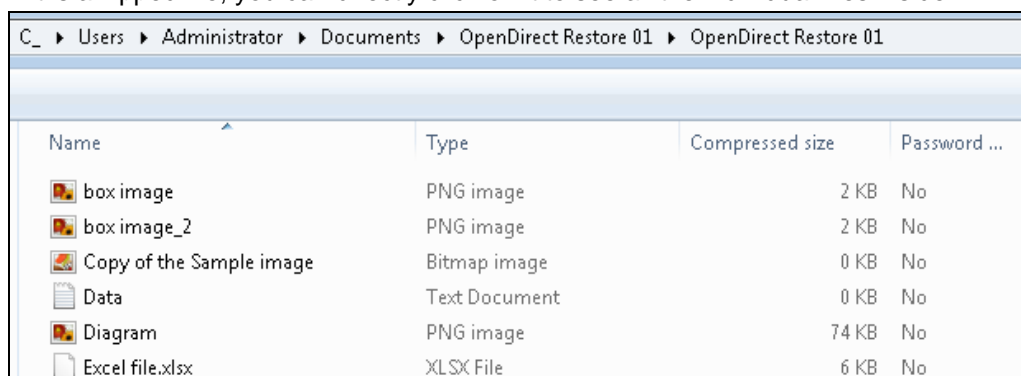 C_ ▸ Users ▸ Administrator ▸ Documents ▸ OpenDirect Restore 01 ▸ OpenDirect Restore 01
Name Type Compressed size Password ...
box image PNG image 2 KB No
box image_2 PNG image 2 KB No
Copy of the Sample image Bitmap image 0 KB No
Data Text Document 0 KB No
Diagram PNG image 74 KB No
Excel file.xlsx XLSX File 6 KB No